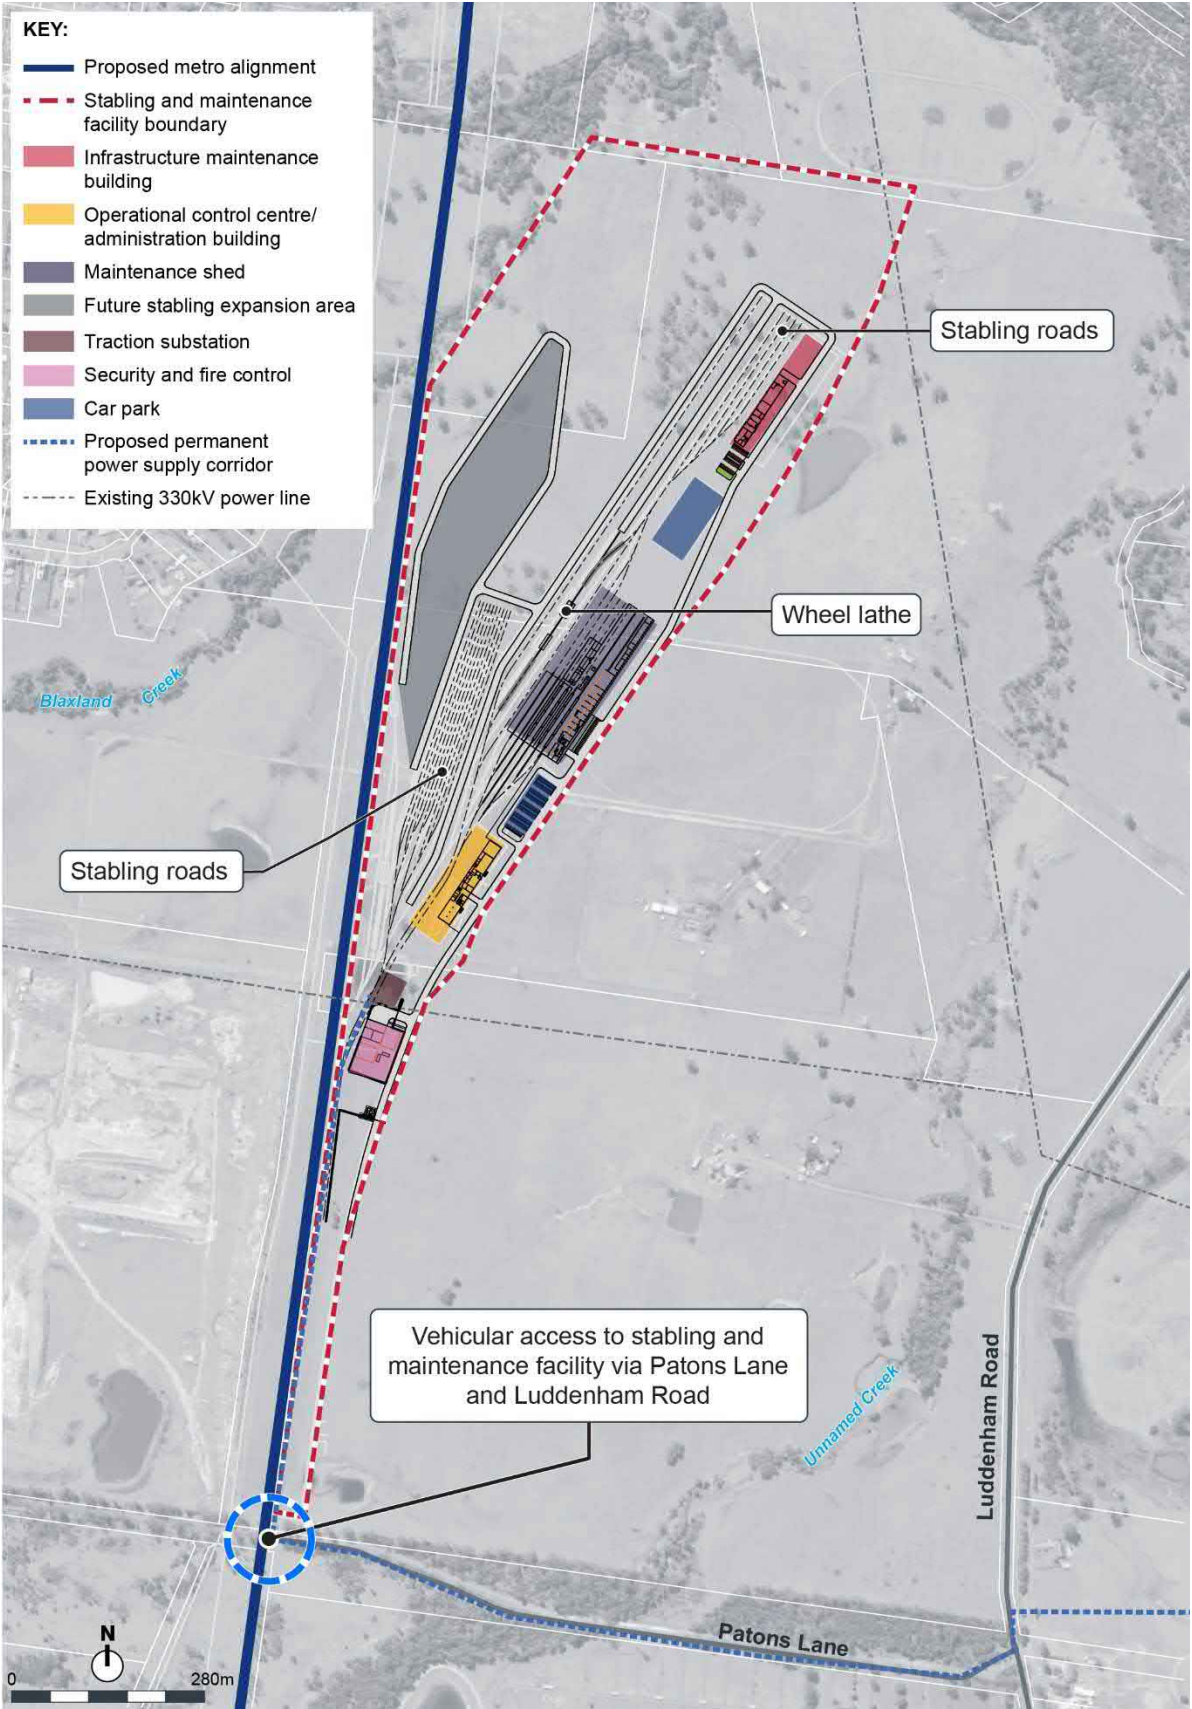 KEY:
Proposed metro alignment
Stabling and maintenance
facility boundary
Infrastructure maintenance
building
Operational control centre/
administration building
Maintenance shed
Future stabling expansion area
Traction substation
Security and fire control
Car park
Proposed permanent
power supply corridor
Existing 330kV power line
Stabling roads
Wheel lathe
Blaxland Creek
Stabling roads
Vehicular access to stabling and
maintenance facility via Patons Lane
and Luddenham Road
Unnamed Creek
Luddenham Road
Patons Lane
N
0 280m